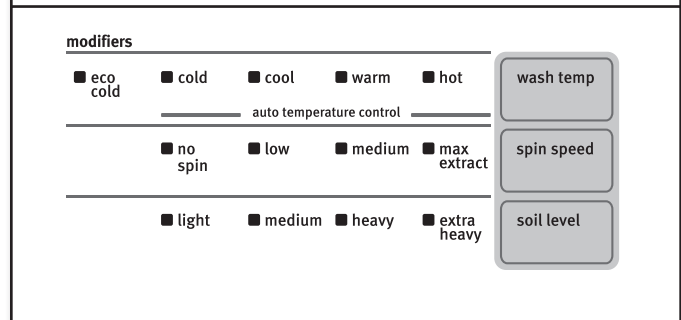 modifiers
eco cold cold cool warm hot wash temp
auto temperature control
no spin low medium max extract spin speed
light medium heavy extra heavy soil level